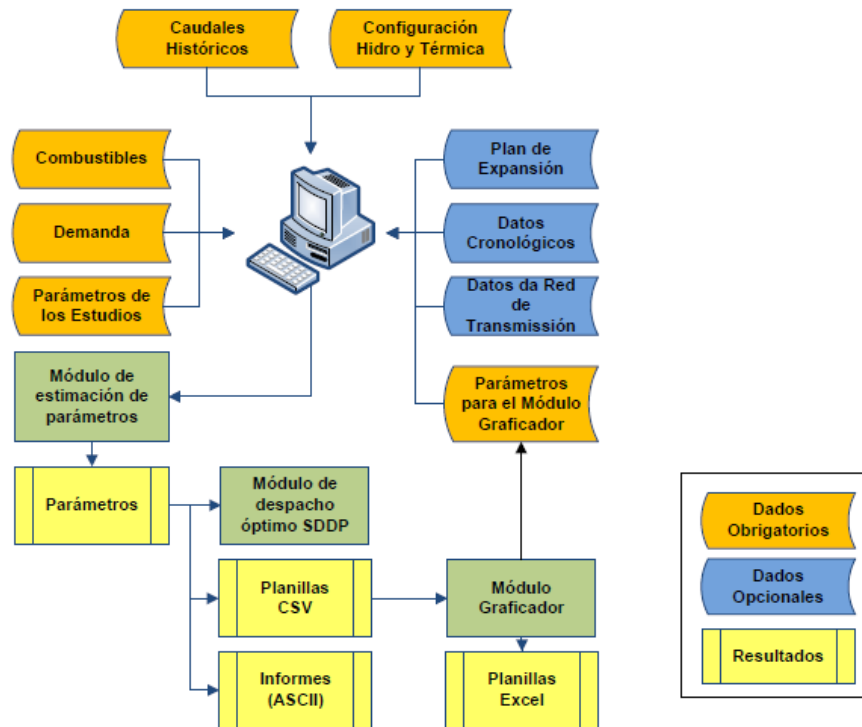 Caudales
Históricos
Configuración
Hidro y Térmica
Combustibles
Demanda
Parámetros de
los Estudios
Plan de
Expansión
Datos
Cronológicos
Datos da Red
de
Transmissión
Parámetros
para el Módulo
Graficador
Módulo de
estimación de
parámetros
Parámetros
Módulo de
despacho
óptimo SDDP
Planillas
CSV
Módulo
Graficador
Informes
(ASCII)
Planillas
Excel
Dados
Obrigatorios
Dados
Opcionales
Resultados